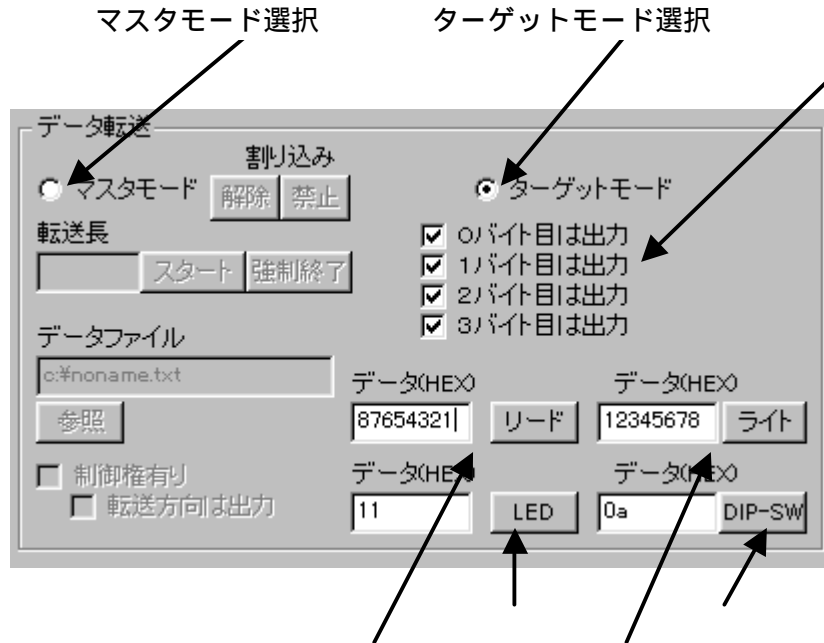 マスタモード選択 ターゲットモード選択
データ転送
割り込み
マスタモード 解除 禁止 ターゲットモード
転送長
スタート 強制終了
0バイト目は出力
1バイト目は出力
2バイト目は出力
3バイト目は出力
データファイル
c:¥noname.txt
参照
データ(HEX) データ(HEX)
87654321 リード 12345678 ライト
制御権有り
転送方向は出力
データ(HEX) データ(HEX)
11 LED 0a DIP-SW